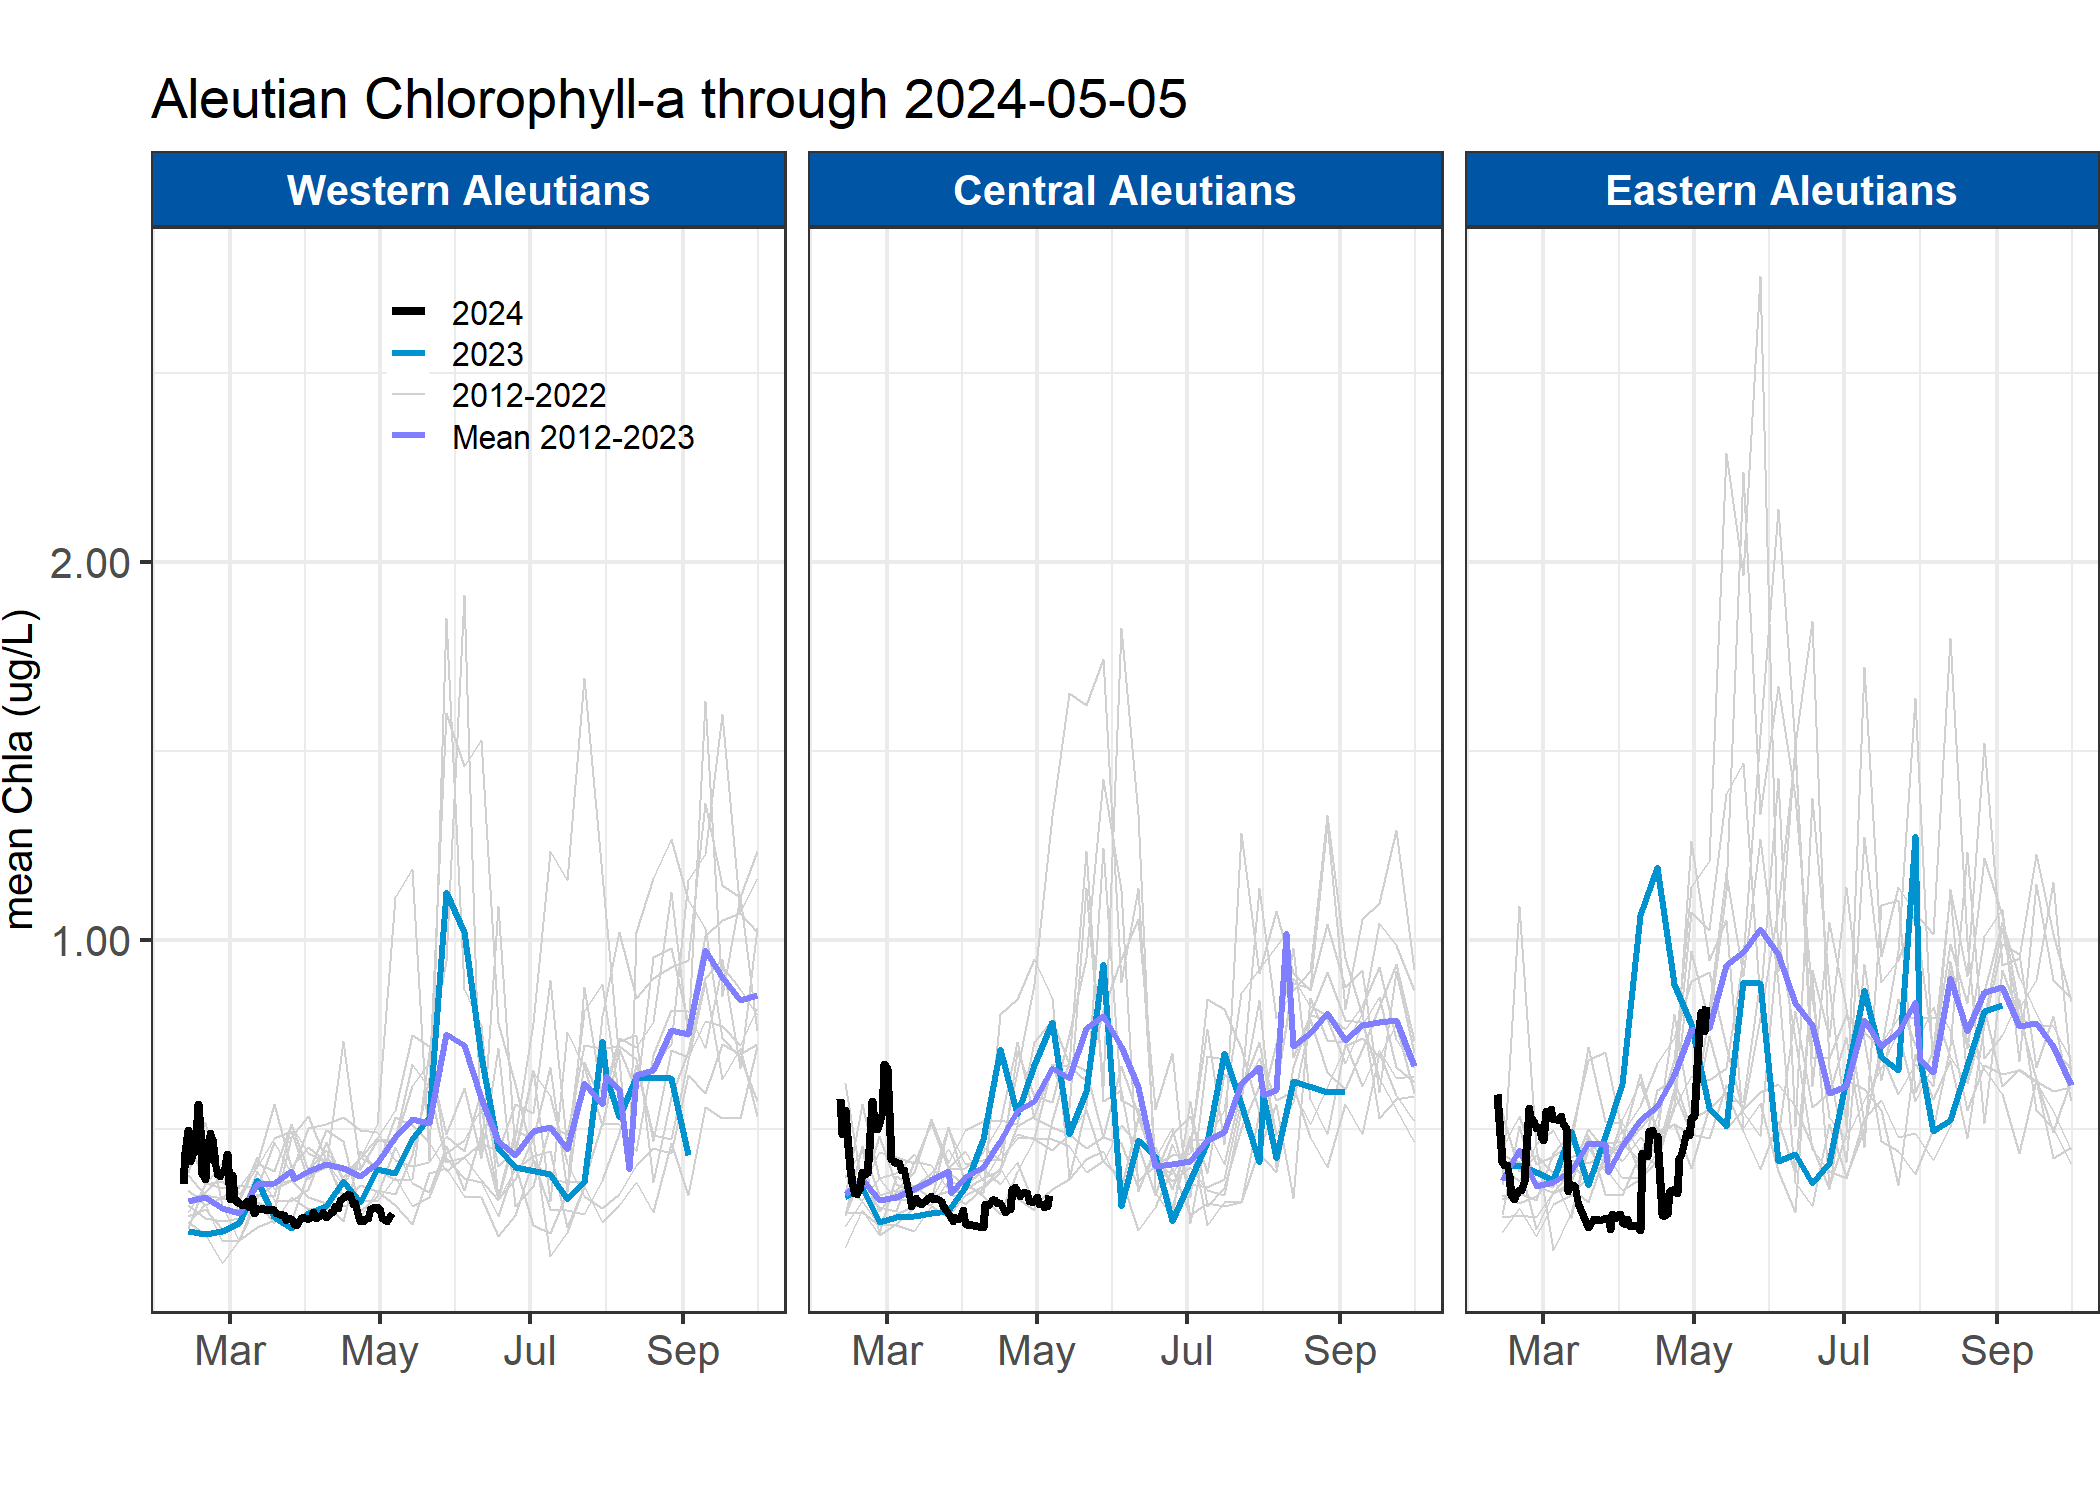 Aleutian Chlorophyll-a through 2024-05-05
Western Aleutians
Central Aleutians
Eastern Aleutians
2024
2023
2012-2022
Mean 2012-2023
mean Chla (ug/L)
2.00
1.00
Mar May Jul Sep
Mar May Jul Sep
Mar May Jul Sep